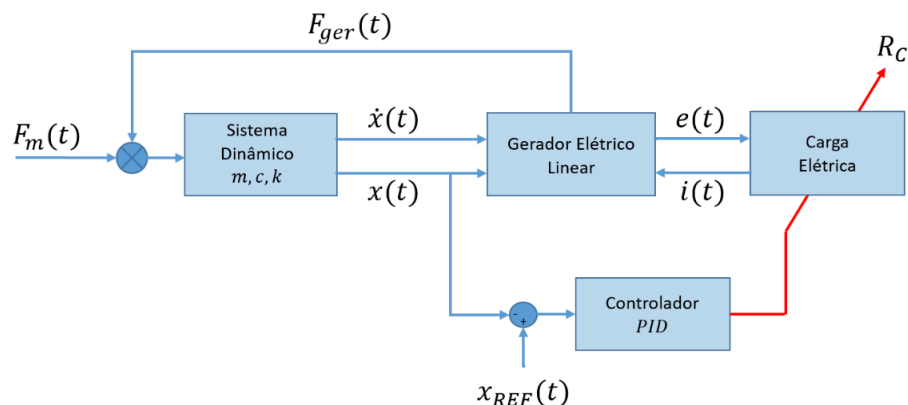 F_ger(t)
R_C
F_m(t)
Sistema
Dinâmico
m, c, k
ẋ(t)
x(t)
Gerador Elétrico
Linear
e(t)
i(t)
Carga
Elétrica
- +
Controlador
PID
x_REF(t)